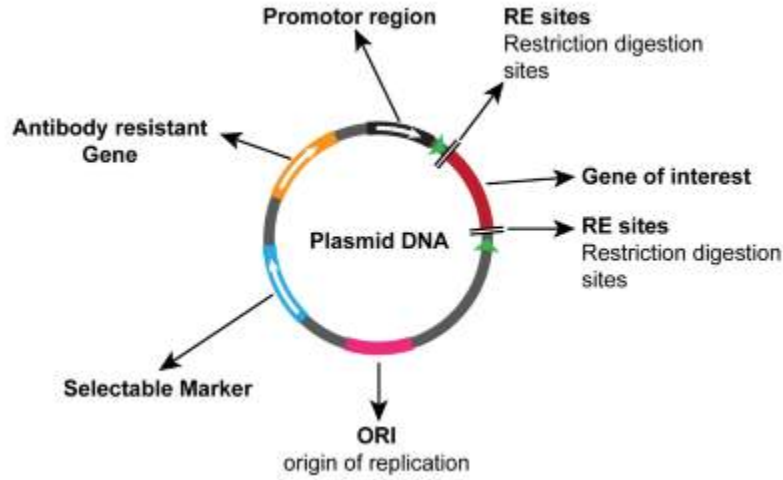 Promotor region
RE sites
Restriction digestion
sites
Antibody resistant
Gene
Gene of interest
RE sites
Restriction digestion
sites
Plasmid DNA
Selectable Marker
ORI
origin of replication